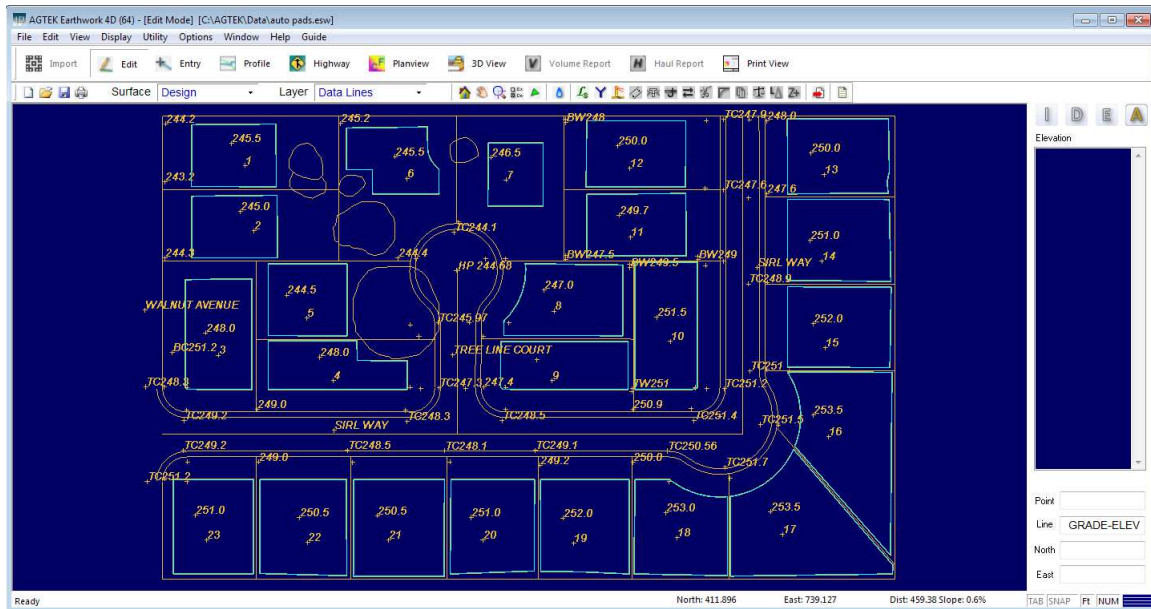 AGTEK Earthwork 4D (64) - [Edit Mode] [C:\AGTEK\Data\auto pads.esw]
File Edit View Display Utility Options Window Help Guide
Import Edit Entry Profile Highway Planview 3D View Volume Report Haul Report Print View
Surface Design Layer Data Lines
I D E A
Elevation
244.2 245.2 BW248 TC247.9 248.0
245.5 245.5 246.5 250.0 250.0
1 6 7 12 13
243.2 TC247.6 247.6
245.0 249.7
2 11
TC244.1 251.0
14
244.3 244.4 BW247.5 BW249 SIRL WAY
HP 244.68 BW249.5
TC248.9
244.5 247.0
5 8
WALNUT AVENUE
TC245.97 251.5 252.0
248.0 10 15
BC251.2 3 248.0 TREE LINE COURT
4 9 TC251
TC248.3 TC247.3 247.4 TW251 TC251.2
249.0 250.9 253.5
TC249.2 TC248.3 TC248.5 TC251.4 TC251.5
SIRL WAY 16
TC249.2 TC248.5 TC248.1 TC249.1 TC250.56
249.0 249.2 250.0 TC251.7
TC251.2
251.0 250.5 250.5 251.0 252.0 253.0 253.5
23 22 21 20 19 18 17
Point
Line GRADE-ELEV
North
East
Ready North: 411.896 East: 739.127 Dist: 459.38 Slope: 0.6% TAB SNAP Ft NUM